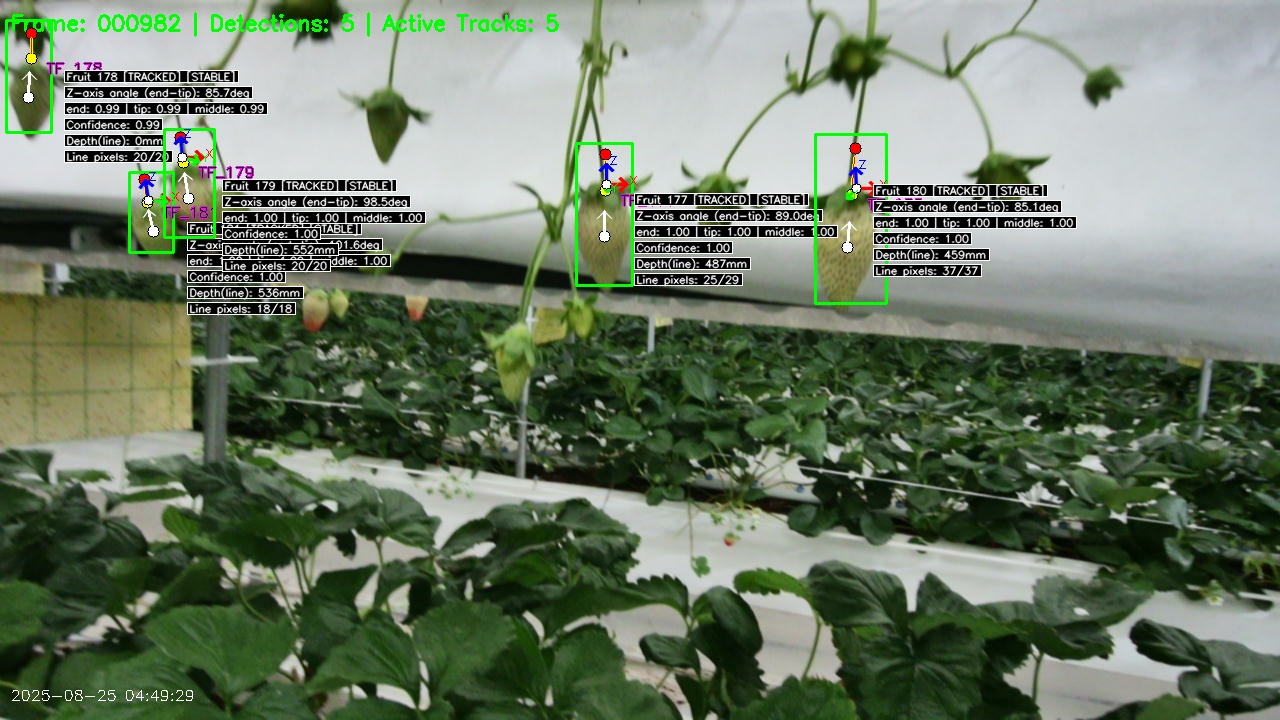 Frame: 000982 | Detections: 5 | Active Tracks: 5
TF_178
Fruit 178 [TRACKED] [STABLE]
Z-axis angle (end-tip): 85.7deg
end: 0.99 | tip: 0.99 | middle: 0.99
Confidence: 0.99
Depth(line): 0mm
Line pixels: 20/20
Z
X
TF_179
Fruit 179 [TRACKED] [STABLE]
Z-axis angle (end-tip): 98.5deg
end: 1.00 | tip: 1.00 | middle: 1.00
Confidence: 1.00
Depth(line): 552mm
Line pixels: 20/20
Z
X
TF_18
Confidence: 1.00
Depth(line): 536mm
Line pixels: 18/18
Z
X
Fruit 177 [TRACKED] [STABLE]
Z-axis angle (end-tip): 89.0deg
end: 1.00 | tip: 1.00 | middle: 1.00
Confidence: 1.00
Depth(line): 487mm
Line pixels: 25/29
Z
Fruit 180 [TRACKED] [STABLE]
Z-axis angle (end-tip): 85.1deg
end: 1.00 | tip: 1.00 | middle: 1.00
Confidence: 1.00
Depth(line): 459mm
Line pixels: 37/37
2025-08-25 04:49:29